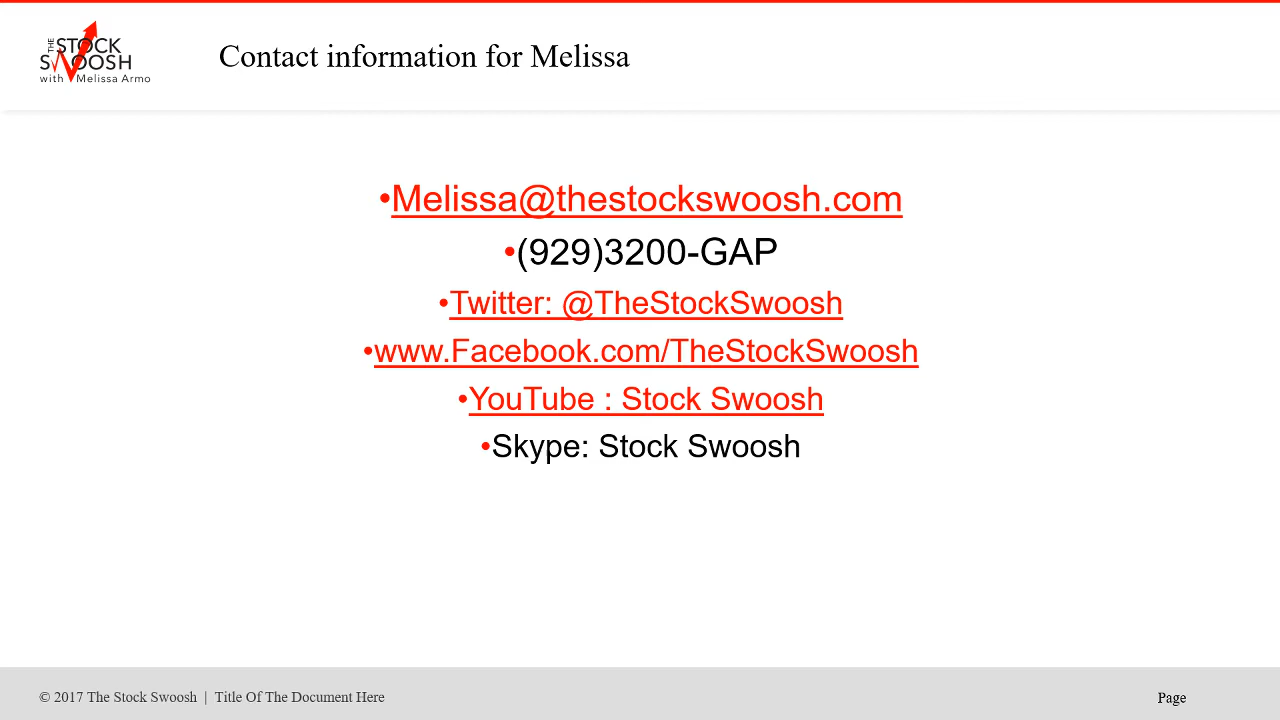 THE STOCK
SWOOSH
with Melissa Armo
Contact information for Melissa
•Melissa@thestockswoosh.com
•(929)3200-GAP
•Twitter: @TheStockSwoosh
•www.Facebook.com/TheStockSwoosh
•YouTube : Stock Swoosh
•Skype: Stock Swoosh
© 2017 The Stock Swoosh | Title Of The Document Here
Page